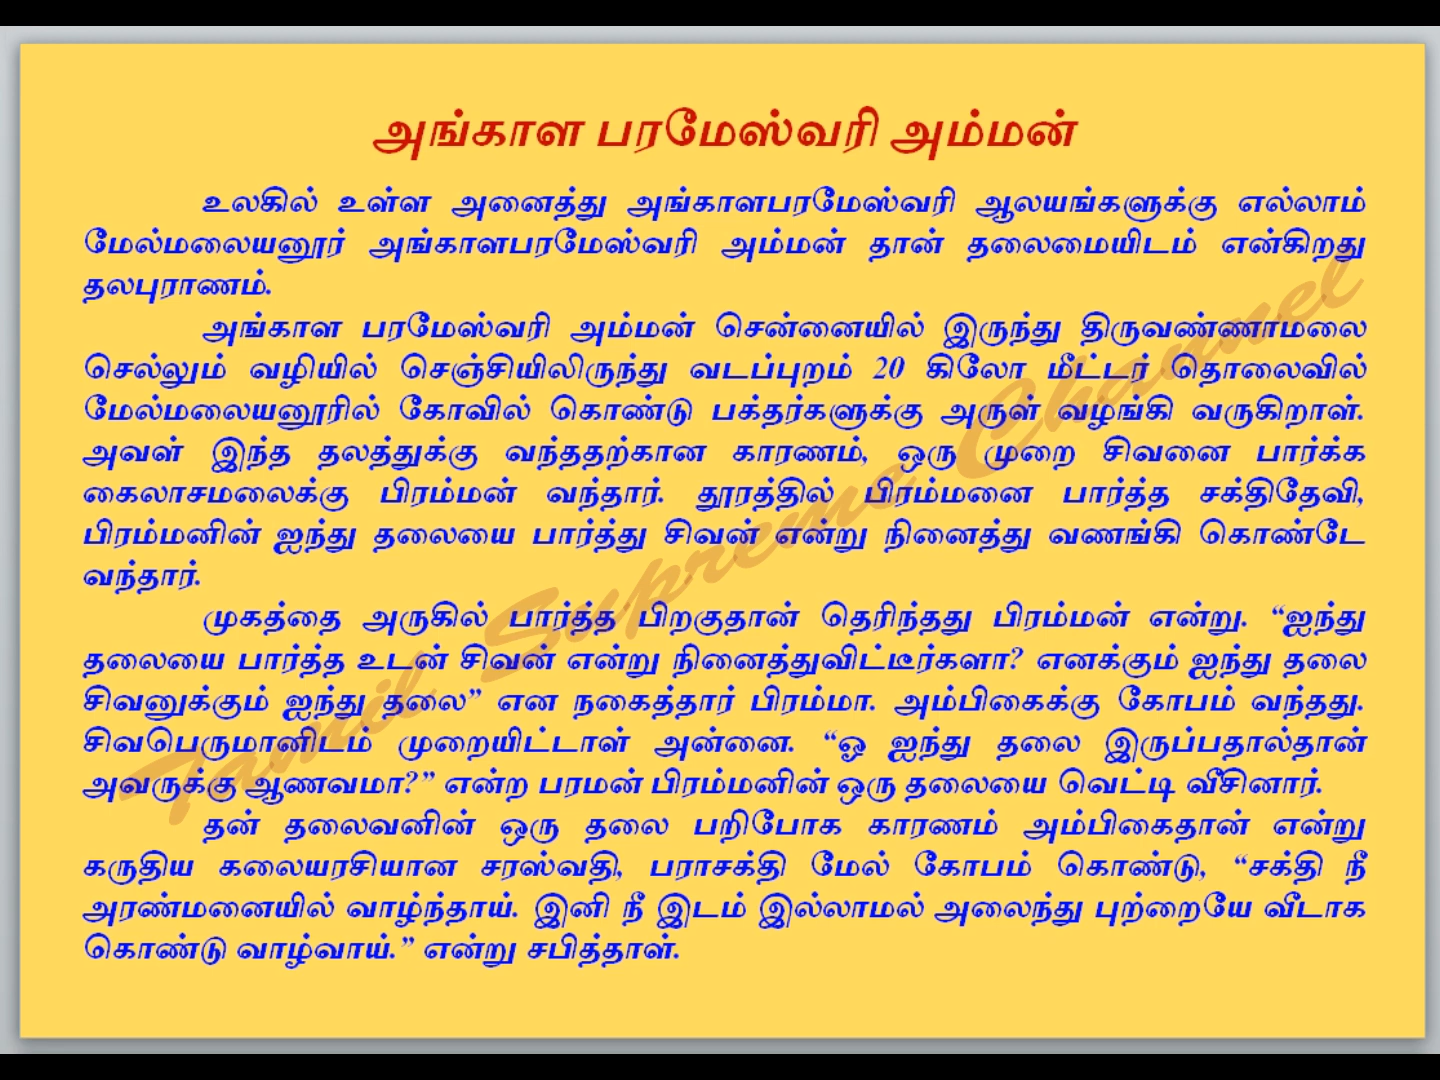 அங்காள பரமேஸ்வரி அம்மன்
உலகில் உள்ள அனைத்து அங்காளபரமேஸ்வரி ஆலயங்களுக்கு எல்லாம்
மேல்மலையனூர் அங்காளபரமேஸ்வரி அம்மன் தான் தலைமையிடம் என்கிறது
தலபுராணம்.
அங்காள பரமேஸ்வரி அம்மன் சென்னையில் இருந்து திருவண்ணாமலை
செல்லும் வழியில் செஞ்சியிலிருந்து வடப்புறம் 20 கிலோ மீட்டர் தொலைவில்
மேல்மலையனூரில் கோவில் கொண்டு பக்தர்களுக்கு அருள் வழங்கி வருகிறாள்.
அவள் இந்த தலத்துக்கு வந்ததற்கான காரணம், ஒரு முறை சிவனை பார்க்க
கைலாசமலைக்கு பிரம்மன் வந்தார். தூரத்தில் பிரம்மனை பார்த்த சக்திதேவி,
பிரம்மனின் ஐந்து தலையை பார்த்து சிவன் என்று நினைத்து வணங்கி கொண்டே
வந்தார்.
முகத்தை அருகில் பார்த்த பிறகுதான் தெரிந்தது பிரம்மன் என்று. “ஐந்து
தலையை பார்த்த உடன் சிவன் என்று நினைத்துவிட்டீர்களா? எனக்கும் ஐந்து தலை
சிவனுக்கும் ஐந்து தலை” என நகைத்தார் பிரம்மா. அம்பிகைக்கு கோபம் வந்தது.
சிவபெருமானிடம் முறையிட்டாள் அன்னை. “ஓ ஐந்து தலை இருப்பதால்தான்
அவருக்கு ஆணவமா?” என்ற பரமன் பிரம்மனின் ஒரு தலையை வெட்டி வீசினார்.
தன் தலைவனின் ஒரு தலை பறிபோக காரணம் அம்பிகைதான் என்று
கருதிய கலையரசியான சரஸ்வதி, பராசக்தி மேல் கோபம் கொண்டு, “சக்தி நீ
அரண்மனையில் வாழ்ந்தாய். இனி நீ இடம் இல்லாமல் அலைந்து புற்றையே வீடாக
கொண்டு வாழ்வாய்.” என்று சபித்தாள்.
Tamil Supreme Channel